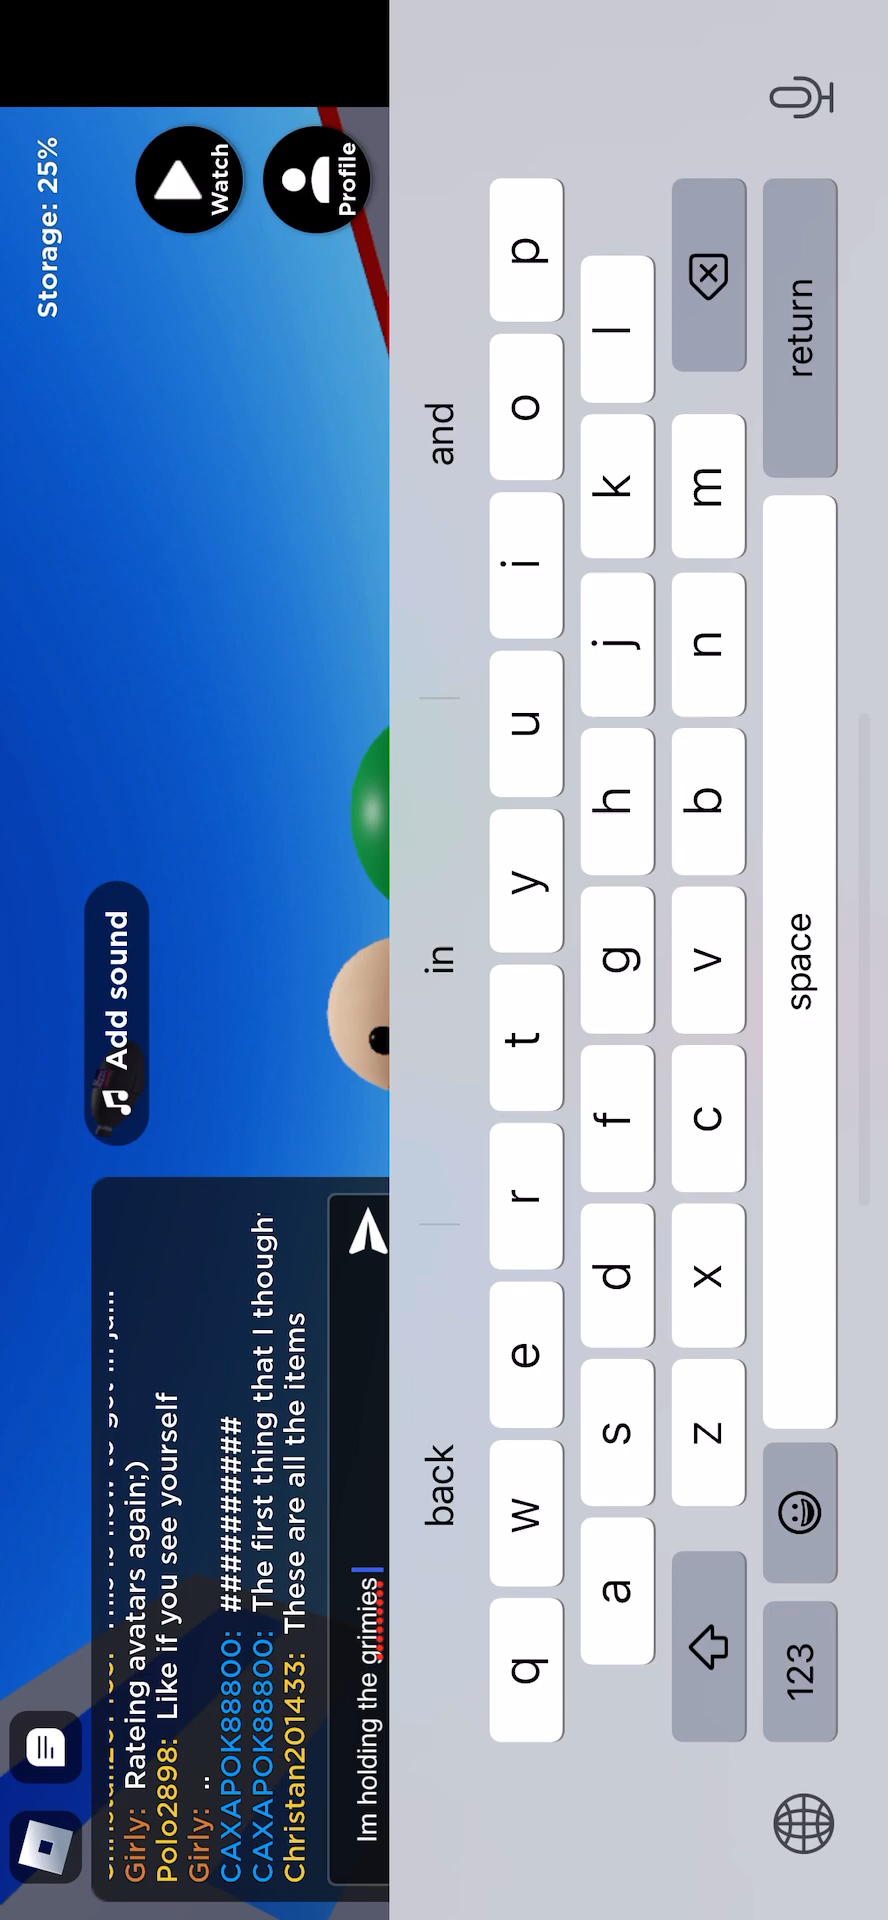 Storage: 25%
Watch
Profile
Add sound
Girly: Rateing avatars again;)
Polo2898: Like if you see yourself
Girly: ..
CAXAPOK88800: ##########
CAXAPOK88800: The first thing that I though
Christan201433: These are all the items
Im holding the grimies
back in and
q w e r t y u i o p
a s d f g h j k l
z x c v b n m
123 space return